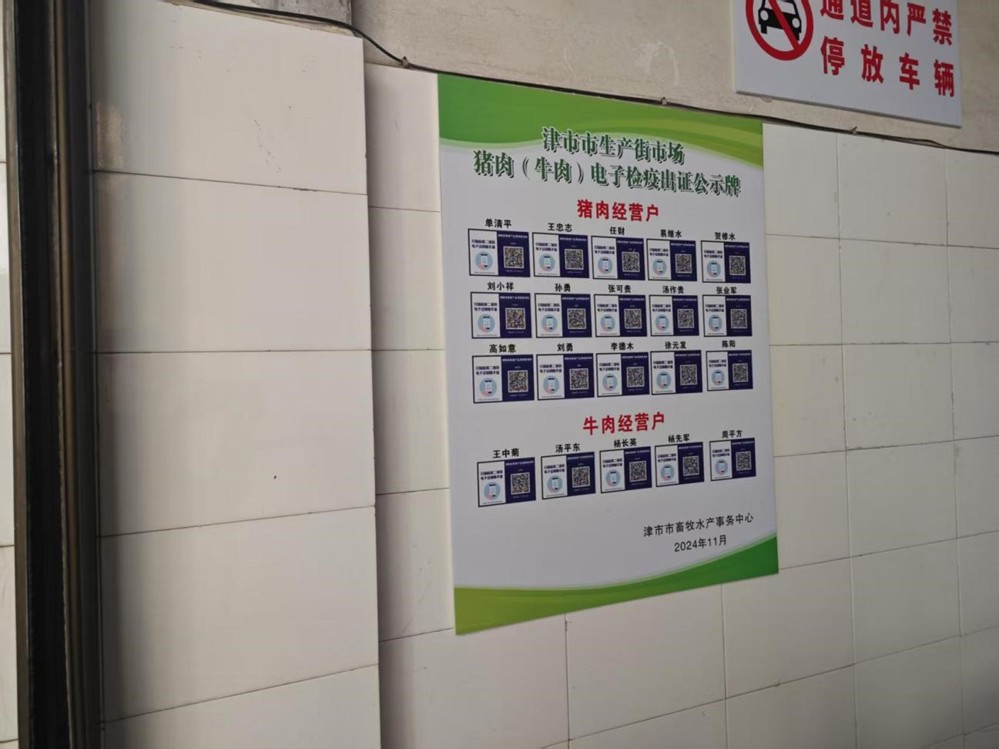 通道内严禁
停放车辆
津市市生产街市场
猪肉（牛肉）电子检疫出证公示牌
猪肉经营户
单清平 王忠志 任财 易继水 贺修水
刘小祥 孙勇 张可贵 汤作贵 张业军
高如意 刘勇 李德木 徐元发 陈阳
牛肉经营户
王中菊 汤平东 杨长英 杨先军 周平方
津市市畜牧水产事务中心
2024年11月